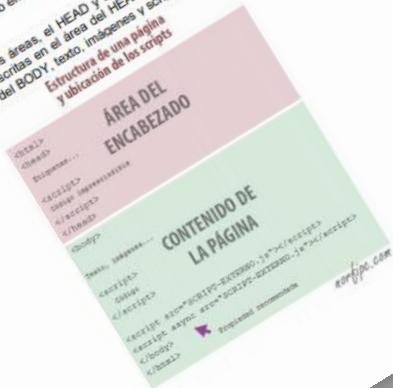 s áreas, el HEAD y
scritas en el área del HEA
del BODY, texto, imágenes y scr
Estructura de una página
y ubicación de los scripts
ÁREA DEL
ENCABEZADO
<html>
<head>
Etiquetas...
<script>
Código imprescindible
</script>
</head>
CONTENIDO DE
LA PÁGINA
<body>
Texto, imágenes...
<script>
Código
</script>
<script src="SCRIPT-EXTERNO.js"></script>
<script async src="SCRIPT-EXTERNO.js"></script>
Propiedad recomendada
</body>
</html>
norfipc.com